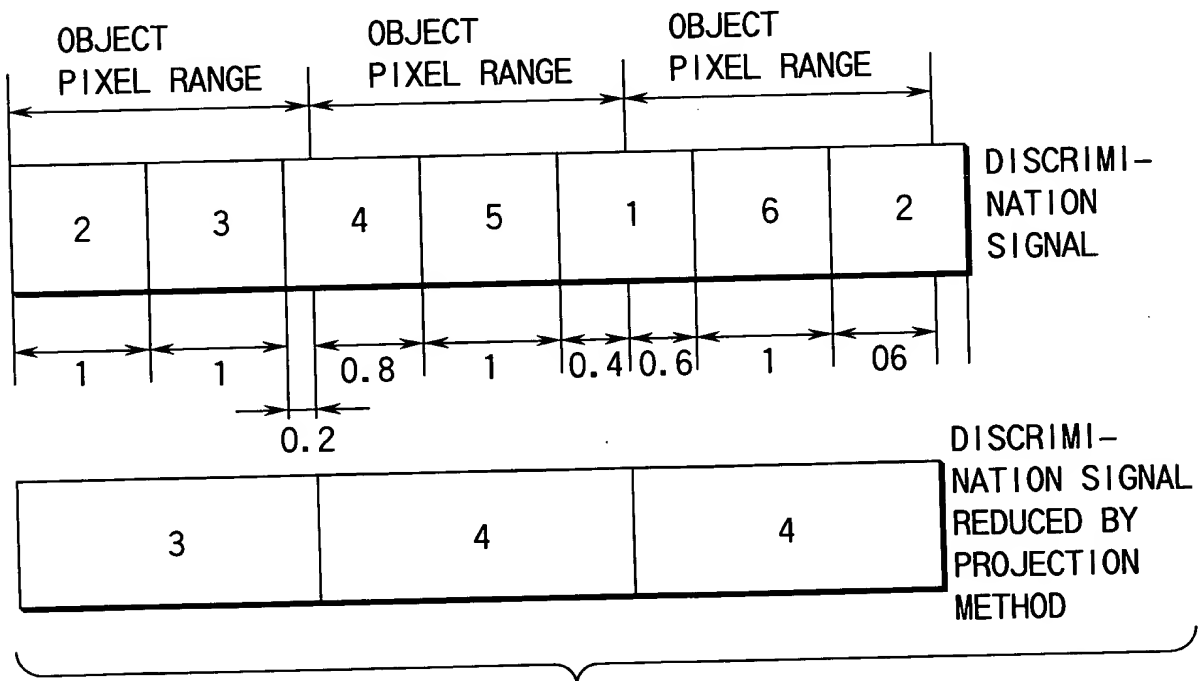 OBJECT
PIXEL RANGE
OBJECT
PIXEL RANGE
OBJECT
PIXEL RANGE
2 3 4 5 1 6 2
DISCRIMI-
NATION
SIGNAL
1 1 0.8 1 0.4 0.6 1 06
0.2
3 4 4
DISCRIMI-
NATION SIGNAL
REDUCED BY
PROJECTION
METHOD